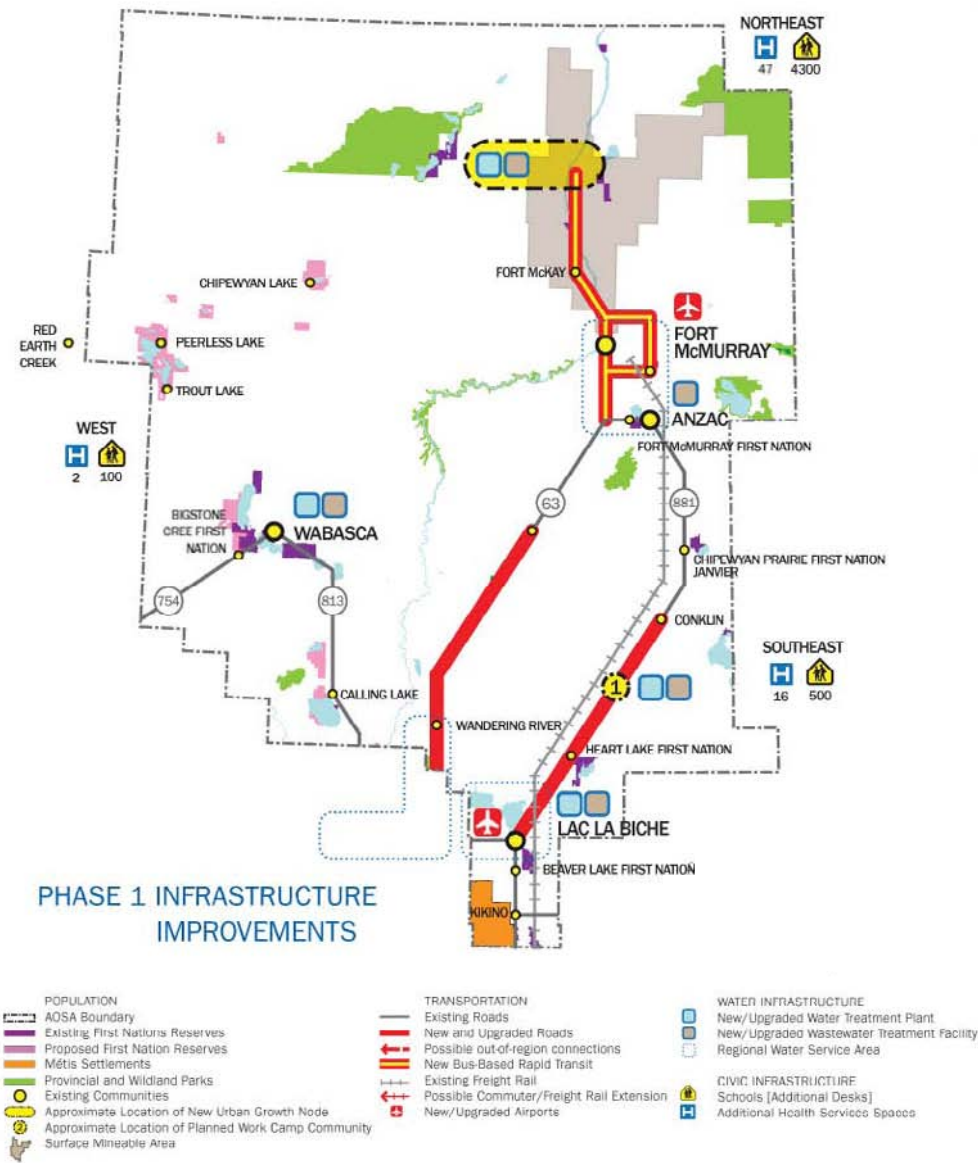 NORTHEAST
47 4300
FORT McKAY
CHIPEWYAN LAKE
RED
EARTH
CREEK
PEERLESS LAKE
FORT
McMURRAY
TROUT LAKE
ANZAC
WEST
2 100
FORT McMURRAY FIRST NATION
BIGSTONE
CREE FIRST
NATION
WABASCA
63
881
CHIPEWYAN PRAIRIE FIRST NATION
JANVIER
754
813
CONKLIN
SOUTHEAST
16 500
1
CALLING LAKE
WANDERING RIVER
HEART LAKE FIRST NATION
LAC LA BICHE
BEAVER LAKE FIRST NATION
KIKINO
PHASE 1 INFRASTRUCTURE
IMPROVEMENTS
POPULATION
AOSA Boundary
Existing First Nations Reserves
Proposed First Nation Reserves
Métis Settlements
Provincial and Wildland Parks
Existing Communities
Approximate Location of New Urban Growth Node
2 Approximate Location of Planned Work Camp Community
Surface Mineable Area
TRANSPORTATION
Existing Roads
New and Upgraded Roads
Possible out-of-region connections
New Bus-Based Rapid Transit
Existing Freight Rail
Possible Commuter/Freight Rail Extension
New/Upgraded Airports
WATER INFRASTRUCTURE
New/Upgraded Water Treatment Plant
New/Upgraded Wastewater Treatment Facility
Regional Water Service Area
CIVIC INFRASTRUCTURE
Schools [Additional Desks]
H Additional Health Services Spaces